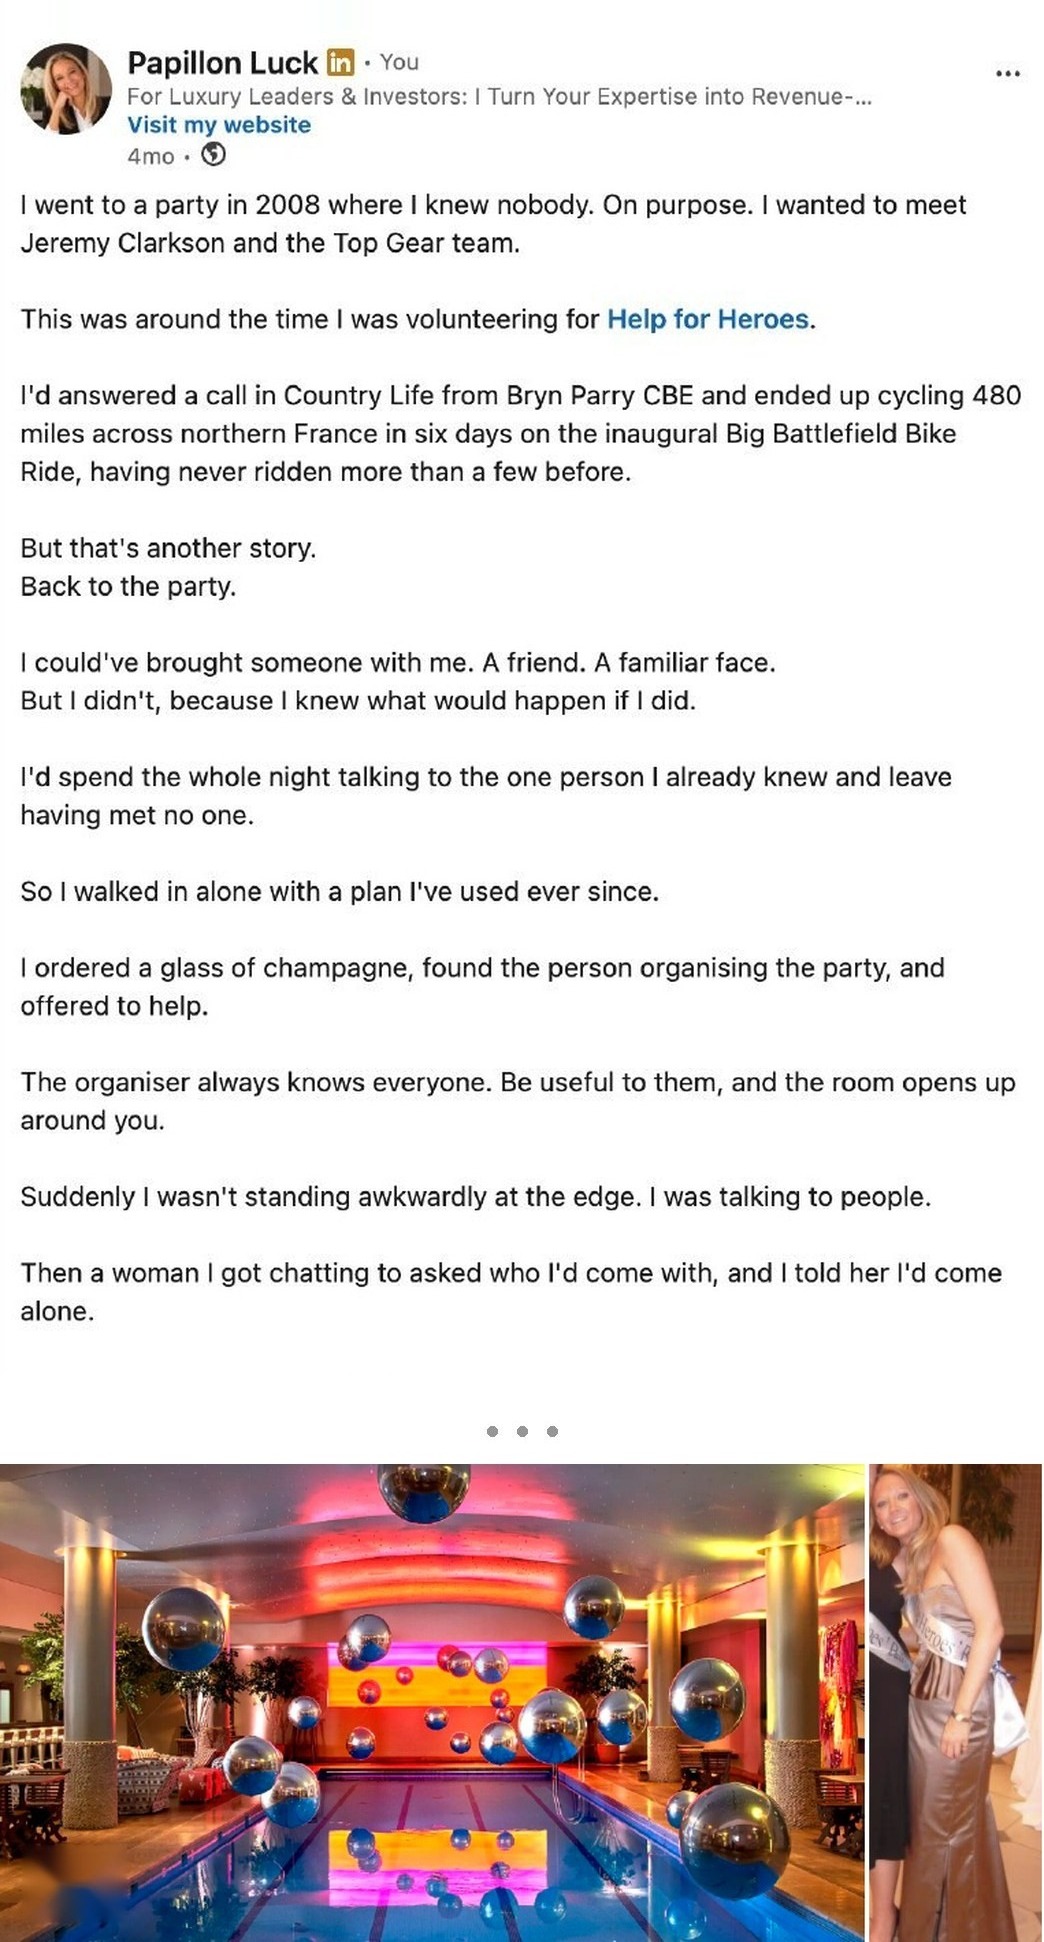 Papillon Luck in · You
For Luxury Leaders & Investors: I Turn Your Expertise into Revenue-...
Visit my website
4mo •
I went to a party in 2008 where I knew nobody. On purpose. I wanted to meet
Jeremy Clarkson and the Top Gear team.
This was around the time I was volunteering for Help for Heroes.
I'd answered a call in Country Life from Bryn Parry CBE and ended up cycling 480
miles across northern France in six days on the inaugural Big Battlefield Bike
Ride, having never ridden more than a few before.
But that's another story.
Back to the party.
I could've brought someone with me. A friend. A familiar face.
But I didn't, because I knew what would happen if I did.
I'd spend the whole night talking to the one person I already knew and leave
having met no one.
So I walked in alone with a plan I've used ever since.
I ordered a glass of champagne, found the person organising the party, and
offered to help.
The organiser always knows everyone. Be useful to them, and the room opens up
around you.
Suddenly I wasn't standing awkwardly at the edge. I was talking to people.
Then a woman I got chatting to asked who I'd come with, and I told her I'd come
alone.